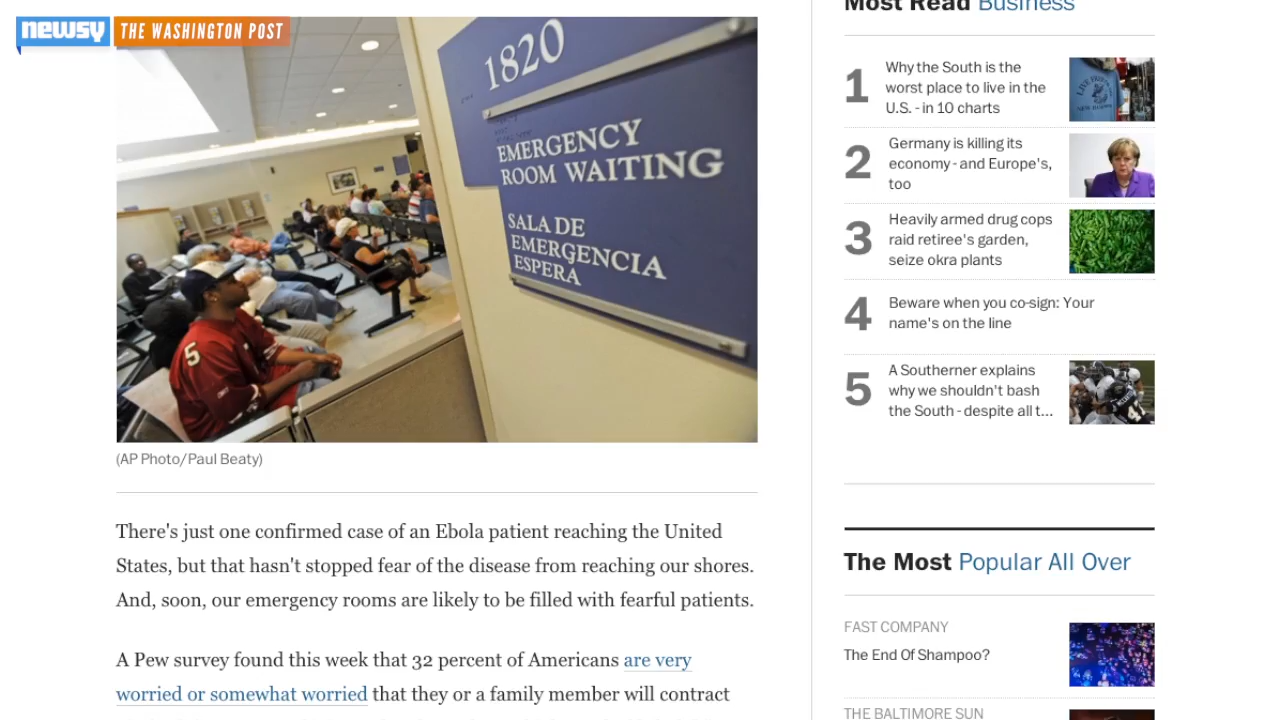 newsy THE WASHINGTON POST
1820
EMERGENCY
ROOM WAITING
SALA DE
EMERGENCIA
ESPERA
5
(AP Photo/Paul Beaty)
There's just one confirmed case of an Ebola patient reaching the United
States, but that hasn't stopped fear of the disease from reaching our shores.
And, soon, our emergency rooms are likely to be filled with fearful patients.
A Pew survey found this week that 32 percent of Americans are very
worried or somewhat worried that they or a family member will contract
Most Read Business
1 Why the South is the
worst place to live in the
U.S. - in 10 charts
2 Germany is killing its
economy - and Europe's,
too
3 Heavily armed drug cops
raid retiree's garden,
seize okra plants
4 Beware when you co-sign: Your
name's on the line
5 A Southerner explains
why we shouldn't bash
the South - despite all t...
4
The Most Popular All Over
FAST COMPANY
The End Of Shampoo?
THE BALTIMORE SUN